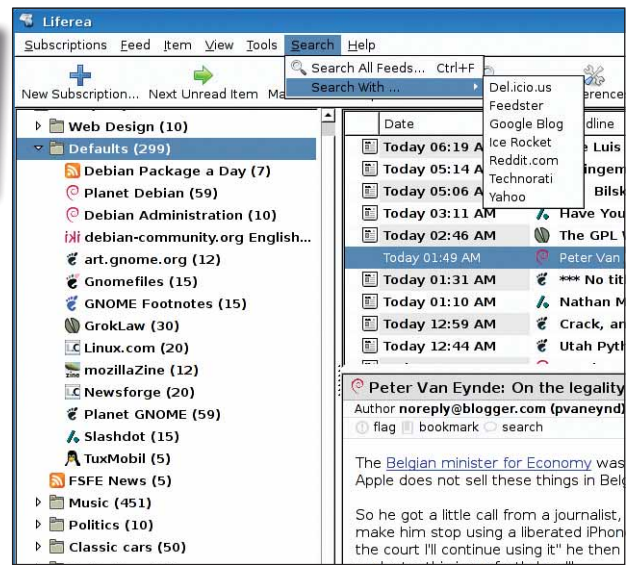 Liferea
Subscriptions Feed Item View Tools Search Help
Search All Feeds... Ctrl+F
Search With ...
Del.icio.us
Feedster
Google Blog
Ice Rocket
Reddit.com
Technorati
Yahoo
New Subscription... Next Unread Item
Web Design (10)
Defaults (299)
Debian Package a Day (7)
Planet Debian (59)
Debian Administration (10)
debian-community.org English...
art.gnome.org (12)
Gnomefiles (15)
GNOME Footnotes (15)
GrokLaw (30)
Linux.com (20)
mozillaZine (12)
Newsforge (20)
Planet GNOME (59)
Slashdot (15)
TuxMobil (5)
FSFE News (5)
Music (451)
Politics (10)
Classic cars (50)
Date
Today 06:19 A Luis
Today 05:14 A
Today 05:06 A Bilsk
Today 03:11 AM Have You
Today 02:46 AM The GPL
Today 01:49 AM Peter Van
Today 01:31 AM *** No tit
Today 01:10 AM Nathan M
Today 12:59 AM Crack, an
Today 12:44 AM Utah Pyth
Peter Van Eynde: On the legality
Author noreply@blogger.com (pvaneynd)
flag bookmark search
The Belgian minister for Economy was
Apple does not sell these things in Belg
So he got a little call from a journalist,
make him stop using a liberated iPhon
the court I'll continue using it" he then